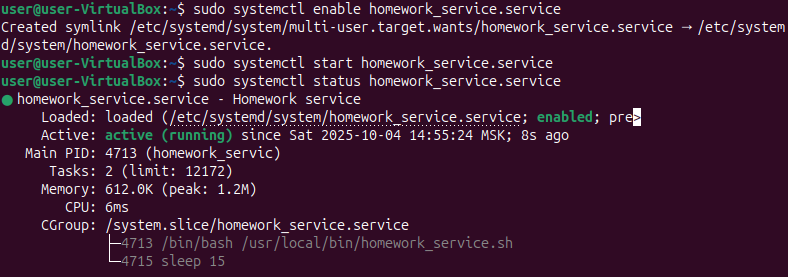 user@user-VirtualBox:~$ sudo systemctl enable homework_service.service
Created symlink /etc/systemd/system/multi-user.target.wants/homework_service.service → /etc/system
d/system/homework_service.service.
user@user-VirtualBox:~$ sudo systemctl start homework_service.service
user@user-VirtualBox:~$ sudo systemctl status homework_service.service
● homework_service.service - Homework service
Loaded: loaded (/etc/systemd/system/homework_service.service; enabled; pre>
Active: active (running) since Sat 2025-10-04 14:55:24 MSK; 8s ago
Main PID: 4713 (homework_servic)
Tasks: 2 (limit: 12172)
Memory: 612.0K (peak: 1.2M)
CPU: 6ms
CGroup: /system.slice/homework_service.service
├─4713 /bin/bash /usr/local/bin/homework_service.sh
└─4715 sleep 15